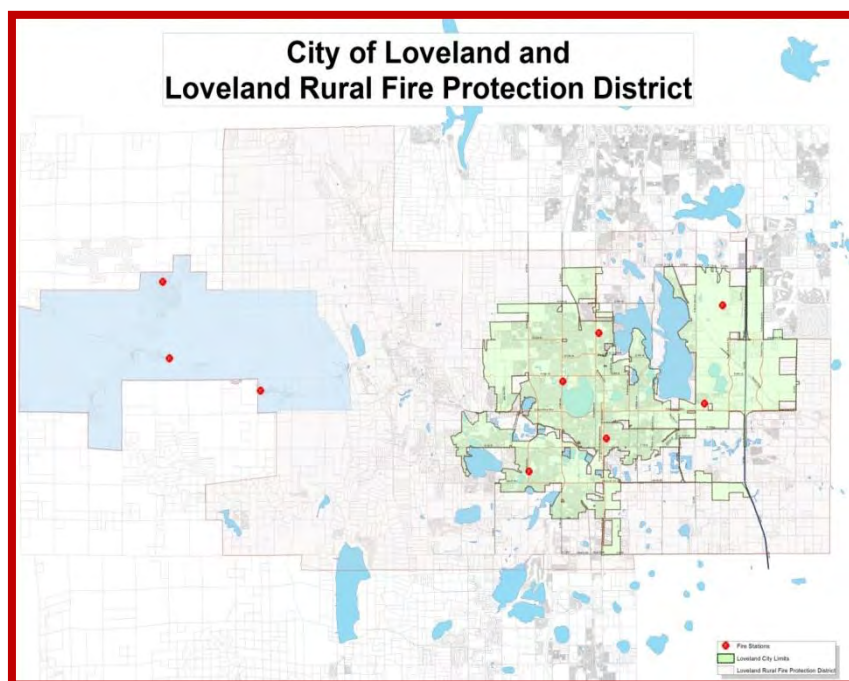 City of Loveland and
Loveland Rural Fire Protection District
Fire Stations
Loveland City Limits
Loveland Rural Fire Protection District